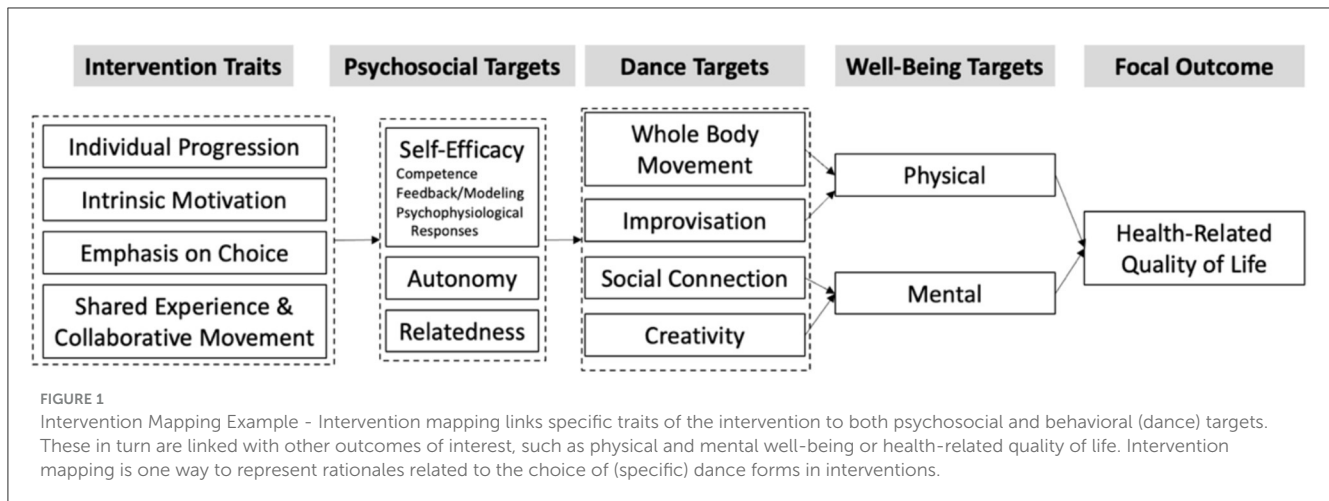 Intervention Traits
Psychosocial Targets
Dance Targets
Well-Being Targets
Focal Outcome
Individual Progression
Intrinsic Motivation
Emphasis on Choice
Shared Experience &
Collaborative Movement
Self-Efficacy
Competence
Feedback/Modeling
Psychophysiological
Responses
Autonomy
Relatedness
Whole Body
Movement
Improvisation
Social Connection
Creativity
Physical
Mental
Health-Related
Quality of Life
FIGURE 1
Intervention Mapping Example - Intervention mapping links specific traits of the intervention to both psychosocial and behavioral (dance) targets.
These in turn are linked with other outcomes of interest, such as physical and mental well-being or health-related quality of life. Intervention
mapping is one way to represent rationales related to the choice of (specific) dance forms in interventions.